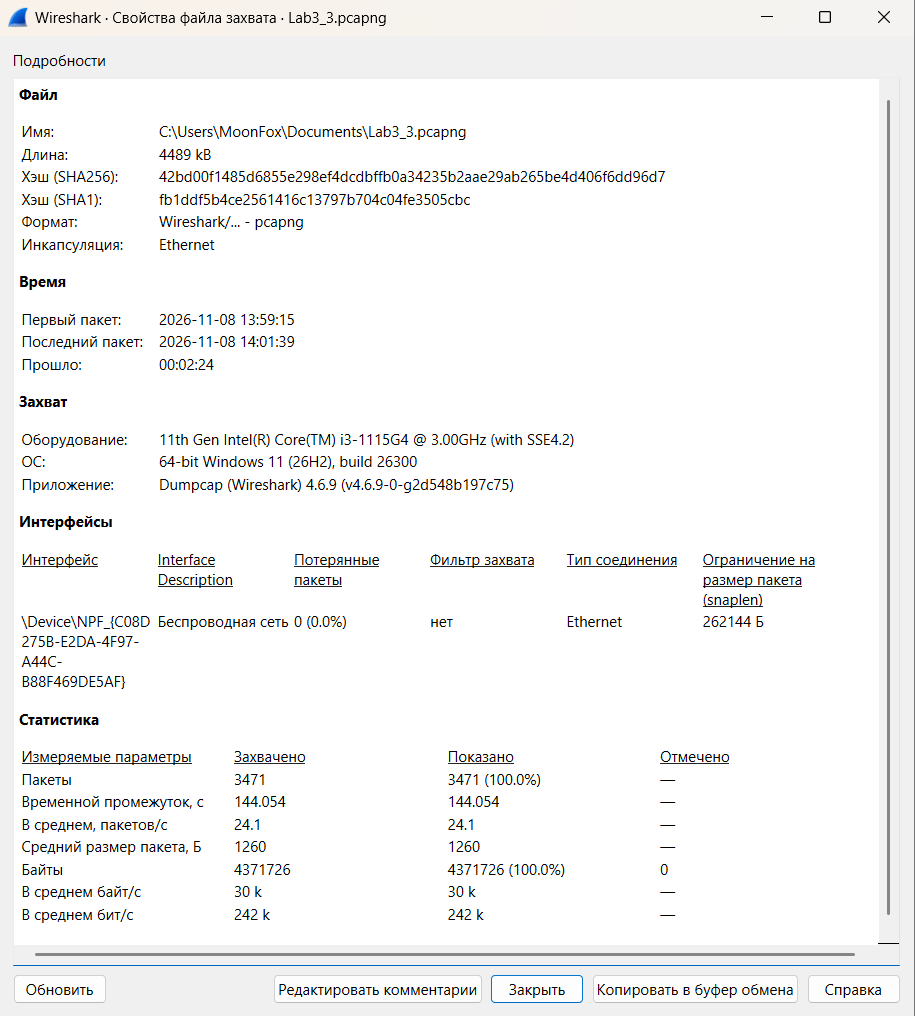 Wireshark · Свойства файла захвата · Lab3_3.pcapng
Подробности
Файл
Имя: C:\Users\MoonFox\Documents\Lab3_3.pcapng
Длина: 4489 kB
Хэш (SHA256): 42bd00f1485d6855e298ef4dcdbffb0a34235b2aae29ab265be4d406f6dd96d7
Хэш (SHA1): fb1ddf5b4ce2561416c13797b704c04fe3505cbc
Формат: Wireshark/... - pcapng
Инкапсуляция: Ethernet
Время
Первый пакет: 2026-11-08 13:59:15
Последний пакет: 2026-11-08 14:01:39
Прошло: 00:02:24
Захват
Оборудование: 11th Gen Intel(R) Core(TM) i3-1115G4 @ 3.00GHz (with SSE4.2)
ОС: 64-bit Windows 11 (26H2), build 26300
Приложение: Dumpcap (Wireshark) 4.6.9 (v4.6.9-0-g2d548b197c75)
Интерфейсы
Интерфейс Interface Потерянные Фильтр захвата Тип соединения Ограничение на
Description пакеты размер пакета
(snaplen)
\Device\NPF_{C08D Беспроводная сеть 0 (0.0%) нет Ethernet 262144 Б
275B-E2DA-4F97-
A44C-
B88F469DE5AF}
Статистика
Измеряемые параметры Захвачено Показано Отмечено
Пакеты 3471 3471 (100.0%) —
Временной промежуток, с 144.054 144.054 —
В среднем, пакетов/с 24.1 24.1 —
Средний размер пакета, Б 1260 1260 —
Байты 4371726 4371726 (100.0%) 0
В среднем байт/с 30 k 30 k —
В среднем бит/с 242 k 242 k —
Обновить Редактировать комментарии Закрыть Копировать в буфер обмена Справка